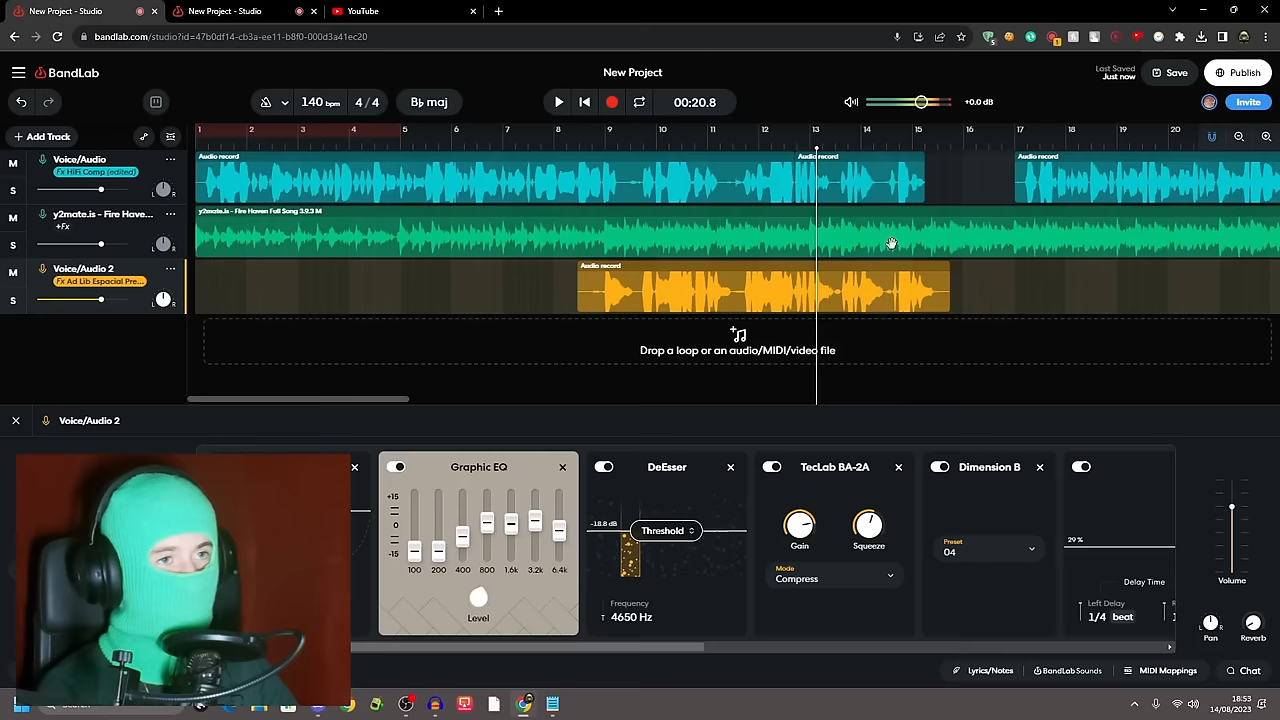 New Project - Studio
New Project - Studio
YouTube
bandlab.com/studio?id=47b0df14-cb3a-ee11-b8f0-000d3a41ec20
BandLab
New Project
Last Saved
Just now
Save
Publish
140 bpm
4 / 4
B♭ maj
00:20.8
+0.0 dB
Invite
Add Track
1 2 3 4 5 6 7 8 9 10 11 12 13 14 15 16 17 18 19 20
M
Voice/Audio
Fx HiFi Comp (edited)
S
L R
Audio record
Audio record
Audio record
M
y2mate.is - Fire Have...
+Fx
S
L R
y2mate.is - Fire Haven Full Song 3.9.3 M
M
Voice/Audio 2
Fx Ad Lib Espacial Pre...
S
L R
Audio record
Drop a loop or an audio/MIDI/video file
Voice/Audio 2
Graphic EQ
+15
0
-15
100 200 400 800 1.6k 3.2k 6.4k
Level
DeEsser
-18.8 dB
Threshold
Frequency
4650 Hz
TecLab BA-2A
Gain
Squeeze
Mode
Compress
Dimension B
Preset
04
29 %
Delay Time
Left Delay
1/4 beat
Volume
L R
Pan
Reverb
Lyrics/Notes
BandLab Sounds
MIDI Mappings
Chat
18:53
14/08/2023